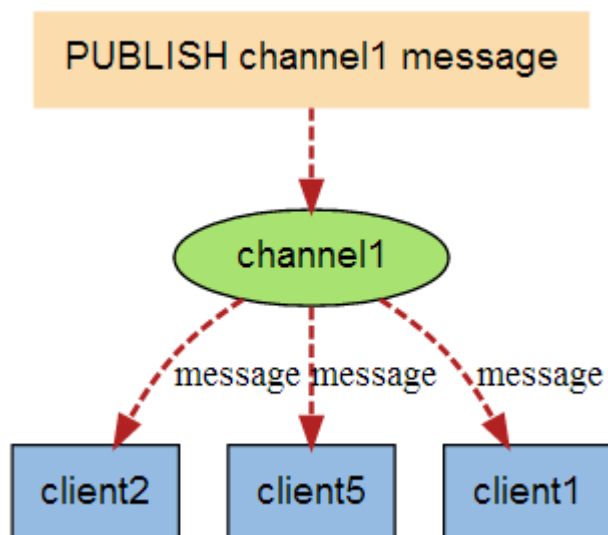 PUBLISH channel1 message
channel1
message message message
client2 client5 client1